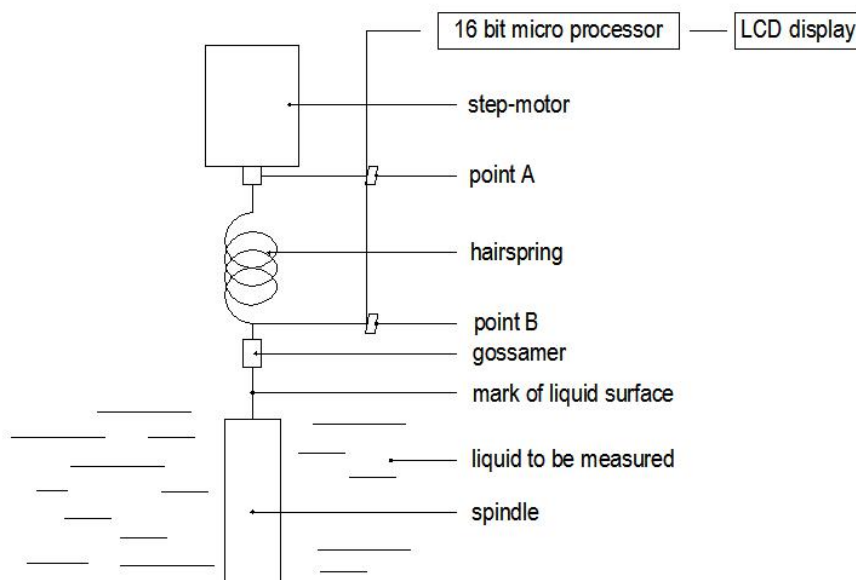 16 bit micro processor
LCD display
step-motor
point A
hairspring
point B
gossamer
mark of liquid surface
liquid to be measured
spindle